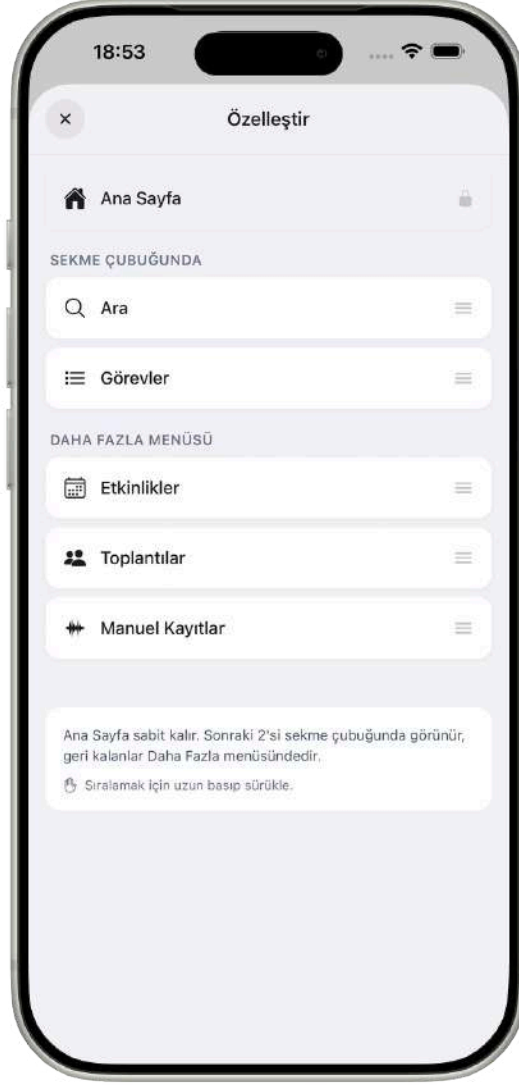 18:53
Özelleştir
Ana Sayfa
SEKME ÇUBUĞUNDA
Ara
Görevler
DAHA FAZLA MENÜSÜ
Etkinlikler
Toplantılar
Manuel Kayıtlar
Ana Sayfa sabit kalır. Sonraki 2'si sekme çubuğunda görünür,
geri kalanlar Daha Fazla menüsündedir.
Sıralamak için uzun basıp sürükle.